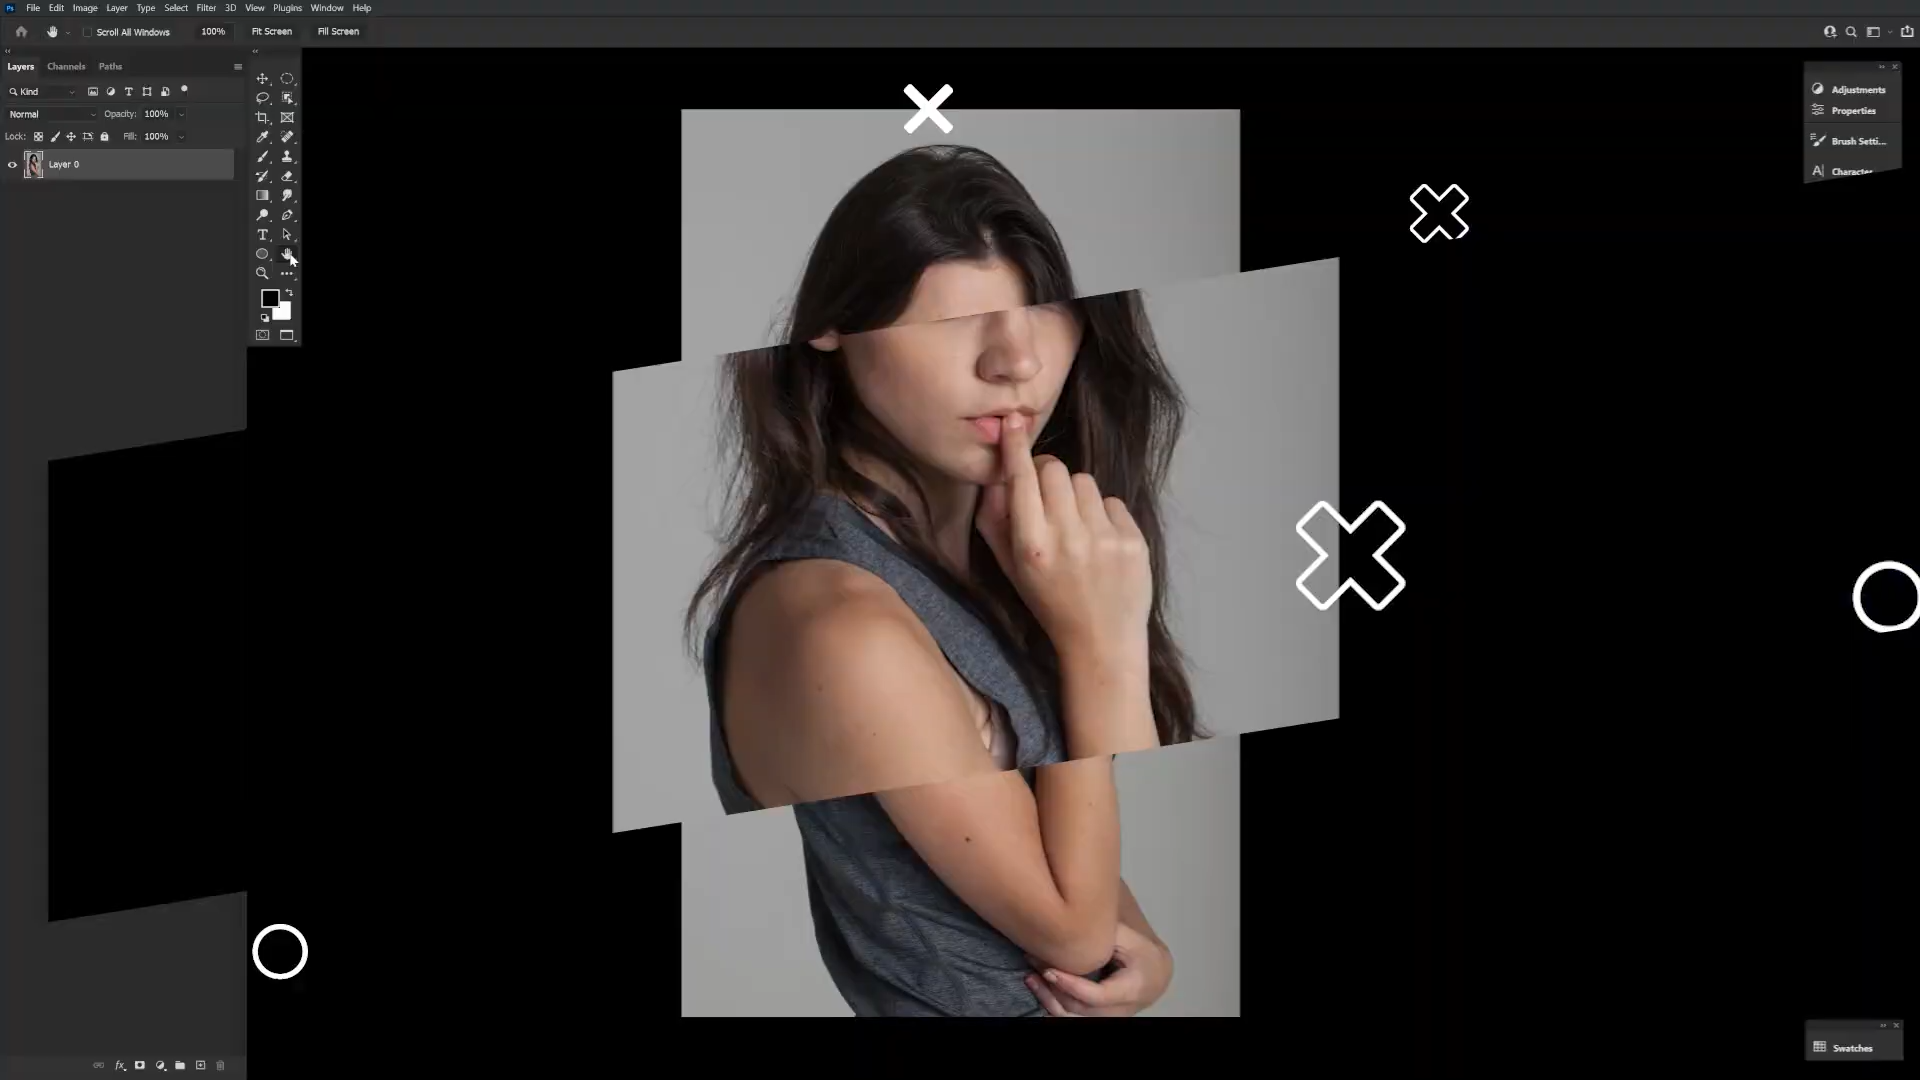 Ps File Edit Image Layer Type Select Filter 3D View Plugins Window Help
Scroll All Windows 100% Fit Screen Fill Screen
Layers Channels Paths
Kind
Normal Opacity: 100%
Lock: Fill: 100%
Layer 0
T
fx
Adjustments
Properties
Brush Setti...
A Character
Swatches